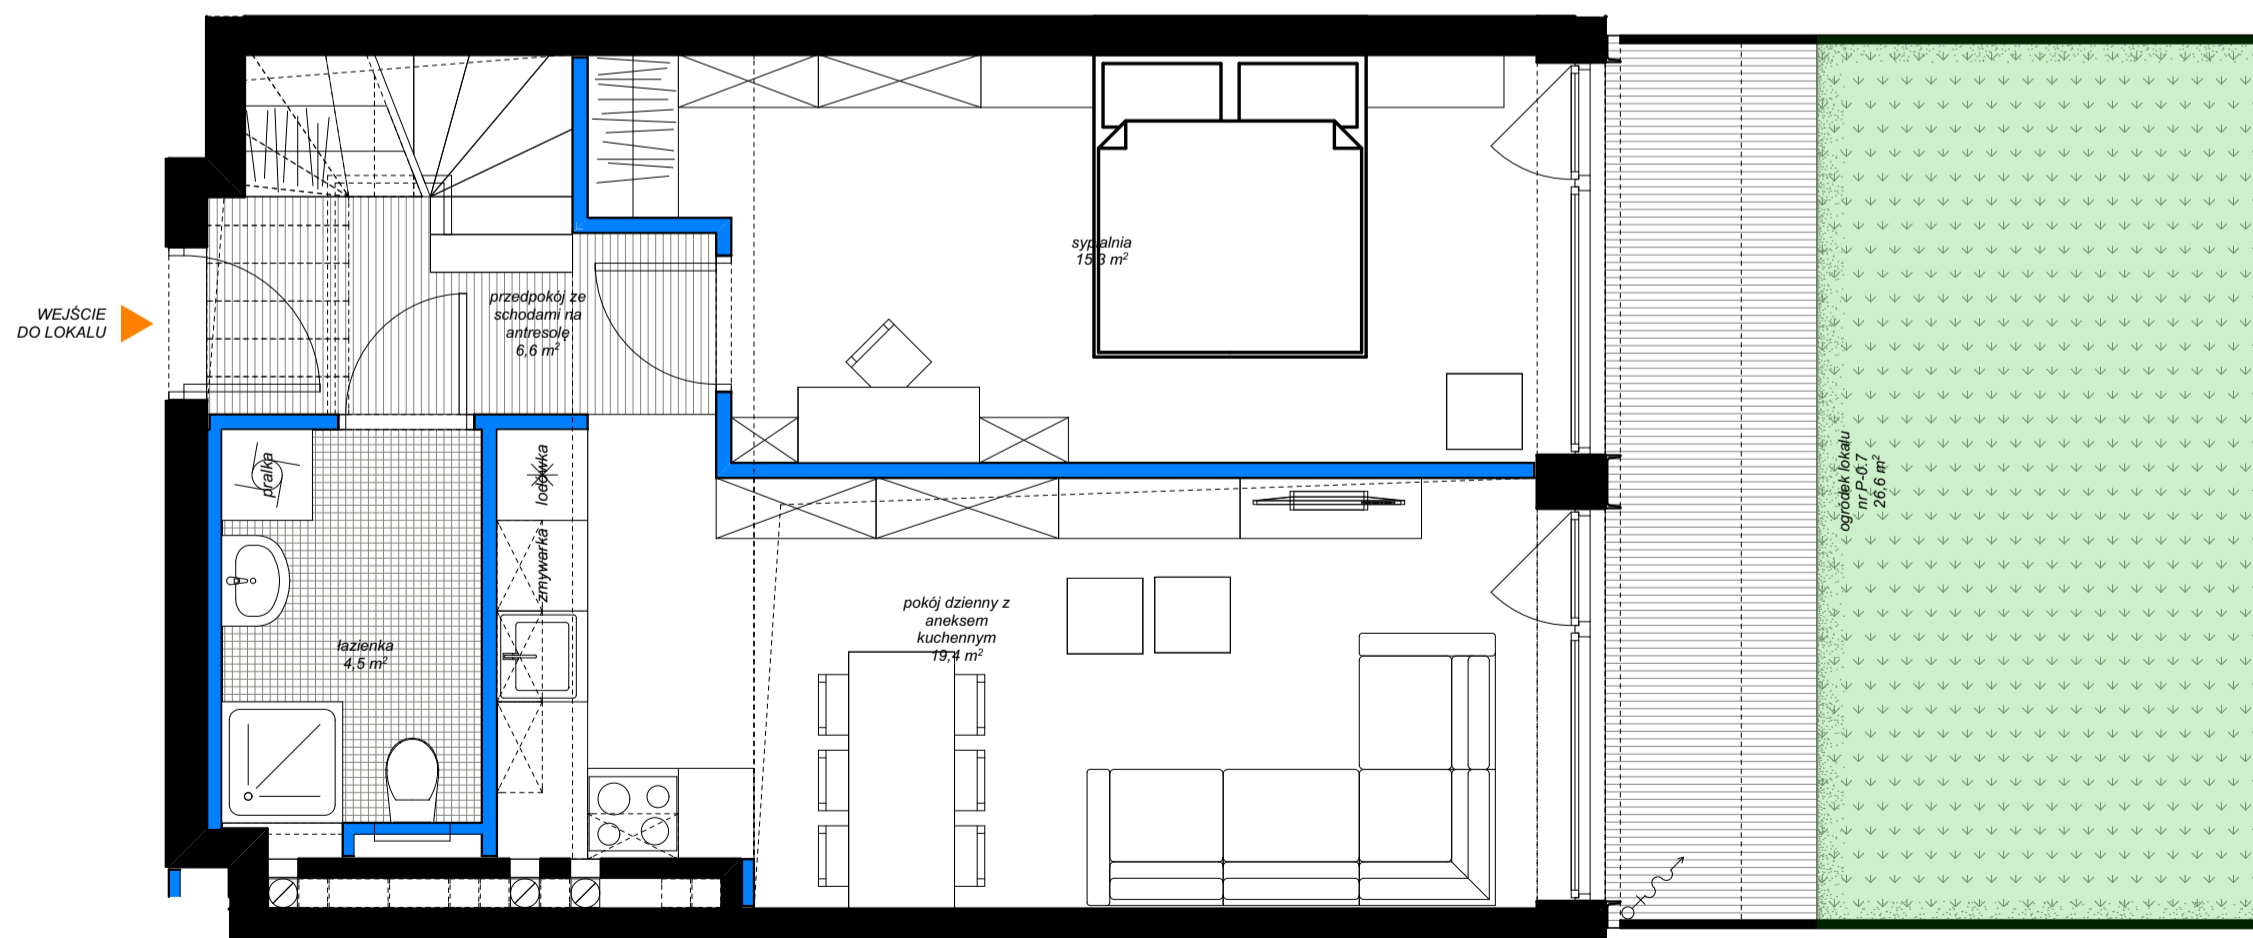 WEJŚCIE
DO LOKALU
przedpokój ze
schodami na
antresolę
6,6 m²
sypialnia
15,3 m²
pralka
lodówka
zmywarka
łazienka
4,5 m²
pokój dzienny z
aneksem
kuchennym
19,4 m²
ogródek lokalu
nr P-0.7
26,6 m²